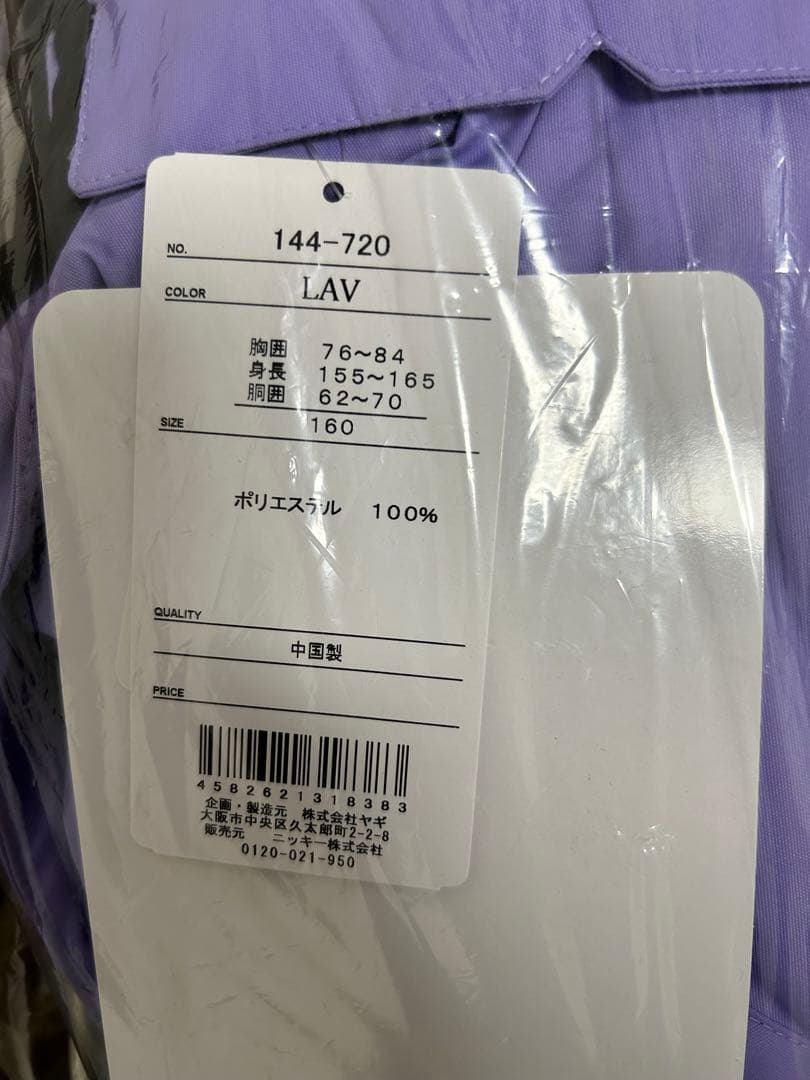 NO. 144-720
COLOR LAV
胸囲 76~84
身長 155~165
胴囲 62~70
SIZE 160
ポリエステル 100%
QUALITY
中国製
PRICE
4582621318383
企画・製造元 株式会社ヤギ
大阪市中央区久太郎町2-2-8
販売元 ニッキー株式会社
0120-021-950